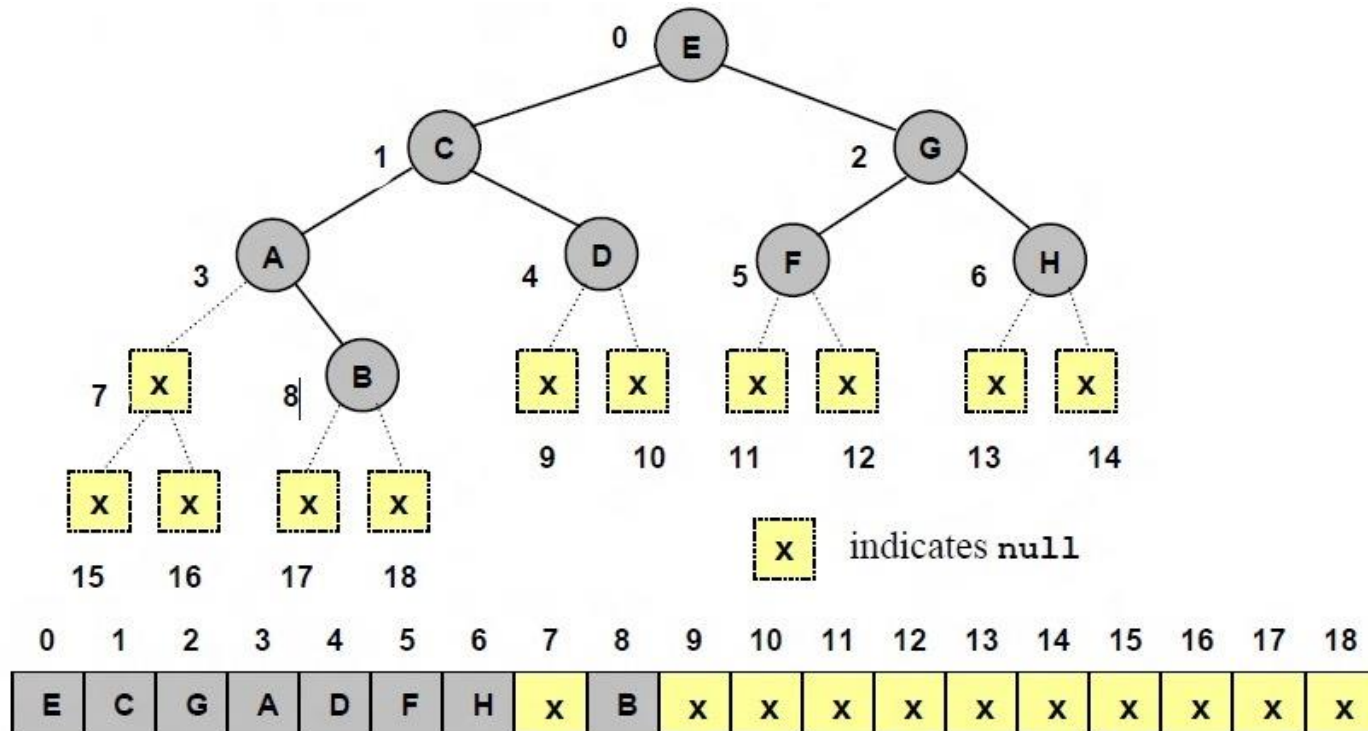 0 E
1 C 2 G
3 A 4 D 5 F 6 H
7 x 8 B x x x x x x
9 10 11 12 13 14
x x x x
x indicates null
15 16 17 18
0 1 2 3 4 5 6 7 8 9 10 11 12 13 14 15 16 17 18
E C G A D F H x B x x x x x x x x x x